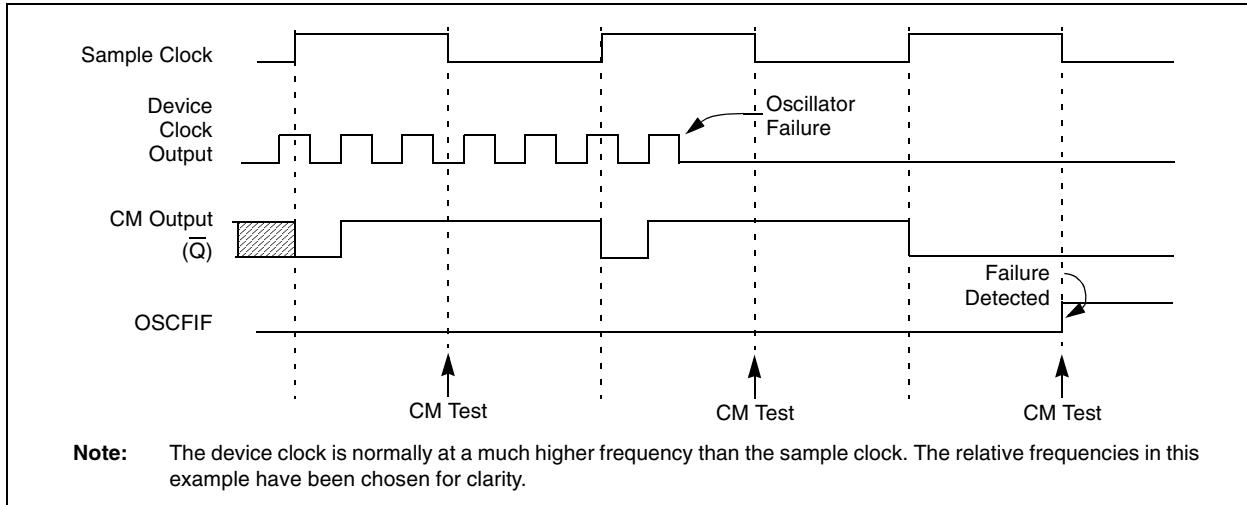 Sample Clock
Device
Clock
Output
Oscillator
Failure
CM Output
(Q̅)
Failure
Detected
OSCFIF
CM Test
CM Test
CM Test
Note: The device clock is normally at a much higher frequency than the sample clock. The relative frequencies in this
example have been chosen for clarity.